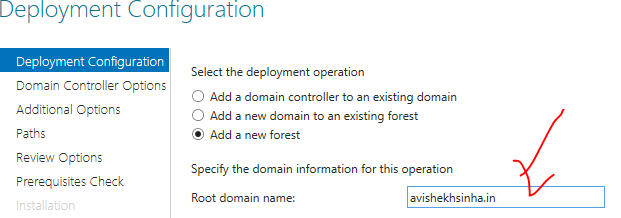 Deployment Configuration
Deployment Configuration
Domain Controller Options
Additional Options
Paths
Review Options
Prerequisites Check
Installation
Select the deployment operation
Add a domain controller to an existing domain
Add a new domain to an existing forest
Add a new forest
Specify the domain information for this operation
Root domain name: avishekhsinha.in